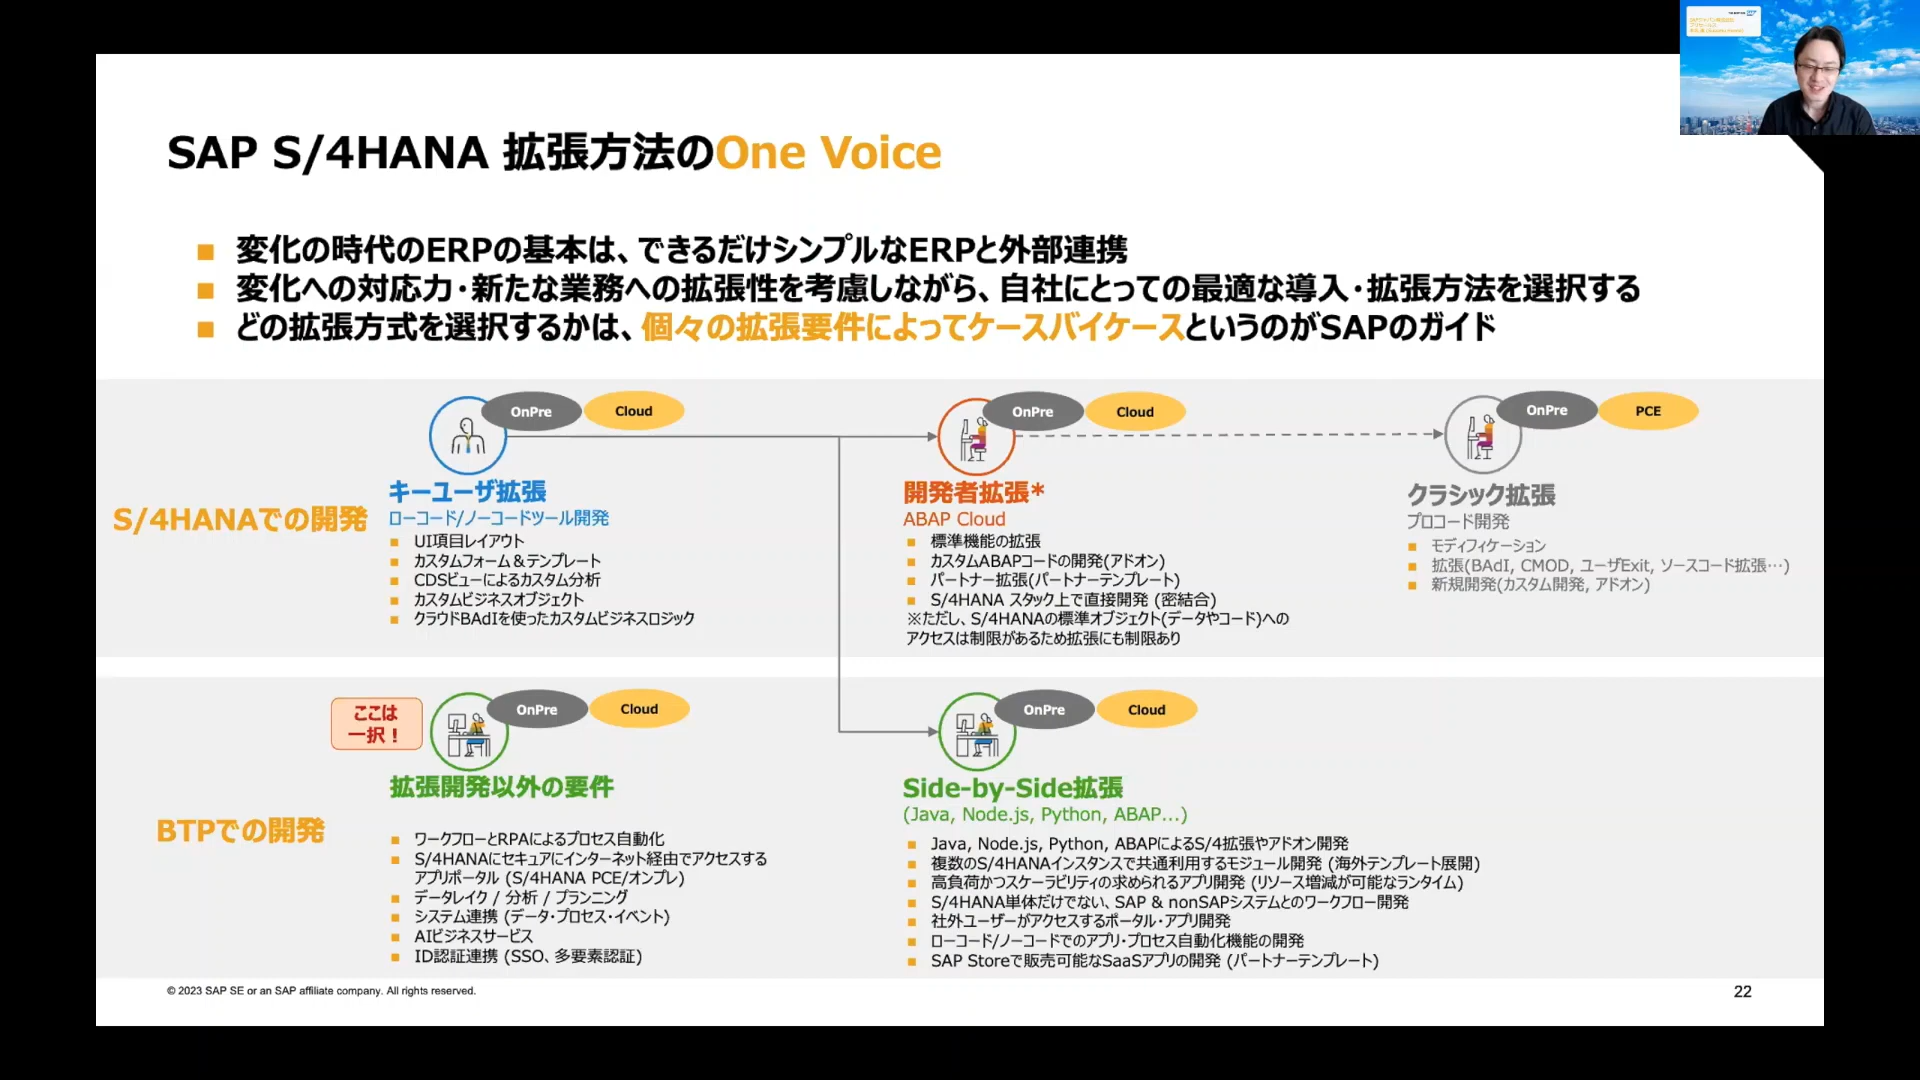 SAP S/4HANA 拡張方法のOne Voice
■ 変化の時代のERPの基本は、できるだけシンプルなERPと外部連携
■ 変化への対応力・新たな業務への拡張性を考慮しながら、自社にとっての最適な導入・拡張方法を選択する
■ どの拡張方式を選択するかは、個々の拡張要件によってケースバイケースというのがSAPのガイド
S/4HANAでの開発
OnPre
Cloud
キーユーザ拡張
ローコード/ノーコードツール開発
■ UI項目レイアウト
■ カスタムフォーム＆テンプレート
■ CDSビューによるカスタム分析
■ カスタムビジネスオブジェクト
■ クラウドBAdIを使ったカスタムビジネスロジック
OnPre
Cloud
開発者拡張*
ABAP Cloud
■ 標準機能の拡張
■ カスタムABAPコードの開発(アドオン)
■ パートナー拡張(パートナーテンプレート)
■ S/4HANA スタック上で直接開発 (密結合)
※ただし、S/4HANAの標準オブジェクト(データやコード)への
アクセスは制限があるため拡張にも制限あり
OnPre
PCE
クラシック拡張
プロコード開発
■ モディフィケーション
■ 拡張(BAdI, CMOD, ユーザExit, ソースコード拡張…)
■ 新規開発(カスタム開発, アドオン)
BTPでの開発
ここは
一択！
OnPre
Cloud
拡張開発以外の要件
■ ワークフローとRPAによるプロセス自動化
■ S/4HANAにセキュアにインターネット経由でアクセスする
アプリポータル (S/4HANA PCE/オンプレ)
■ データレイク / 分析 / プランニング
■ システム連携 (データ・プロセス・イベント)
■ AIビジネスサービス
■ ID認証連携 (SSO、多要素認証)
OnPre
Cloud
Side-by-Side拡張
(Java, Node.js, Python, ABAP...)
■ Java, Node.js, Python, ABAPによるS/4拡張やアドオン開発
■ 複数のS/4HANAインスタンスで共通利用するモジュール開発 (海外テンプレート展開)
■ 高負荷かつスケーラビリティの求められるアプリ開発 (リソース増減が可能なランタイム)
■ S/4HANA単体だけでない、SAP & nonSAPシステムとのワークフロー開発
■ 社外ユーザーがアクセスするポータル・アプリ開発
■ ローコード/ノーコードでのアプリ・プロセス自動化機能の開発
■ SAP Storeで販売可能なSaaSアプリの開発 (パートナーテンプレート)
© 2023 SAP SE or an SAP affiliate company. All rights reserved.
22